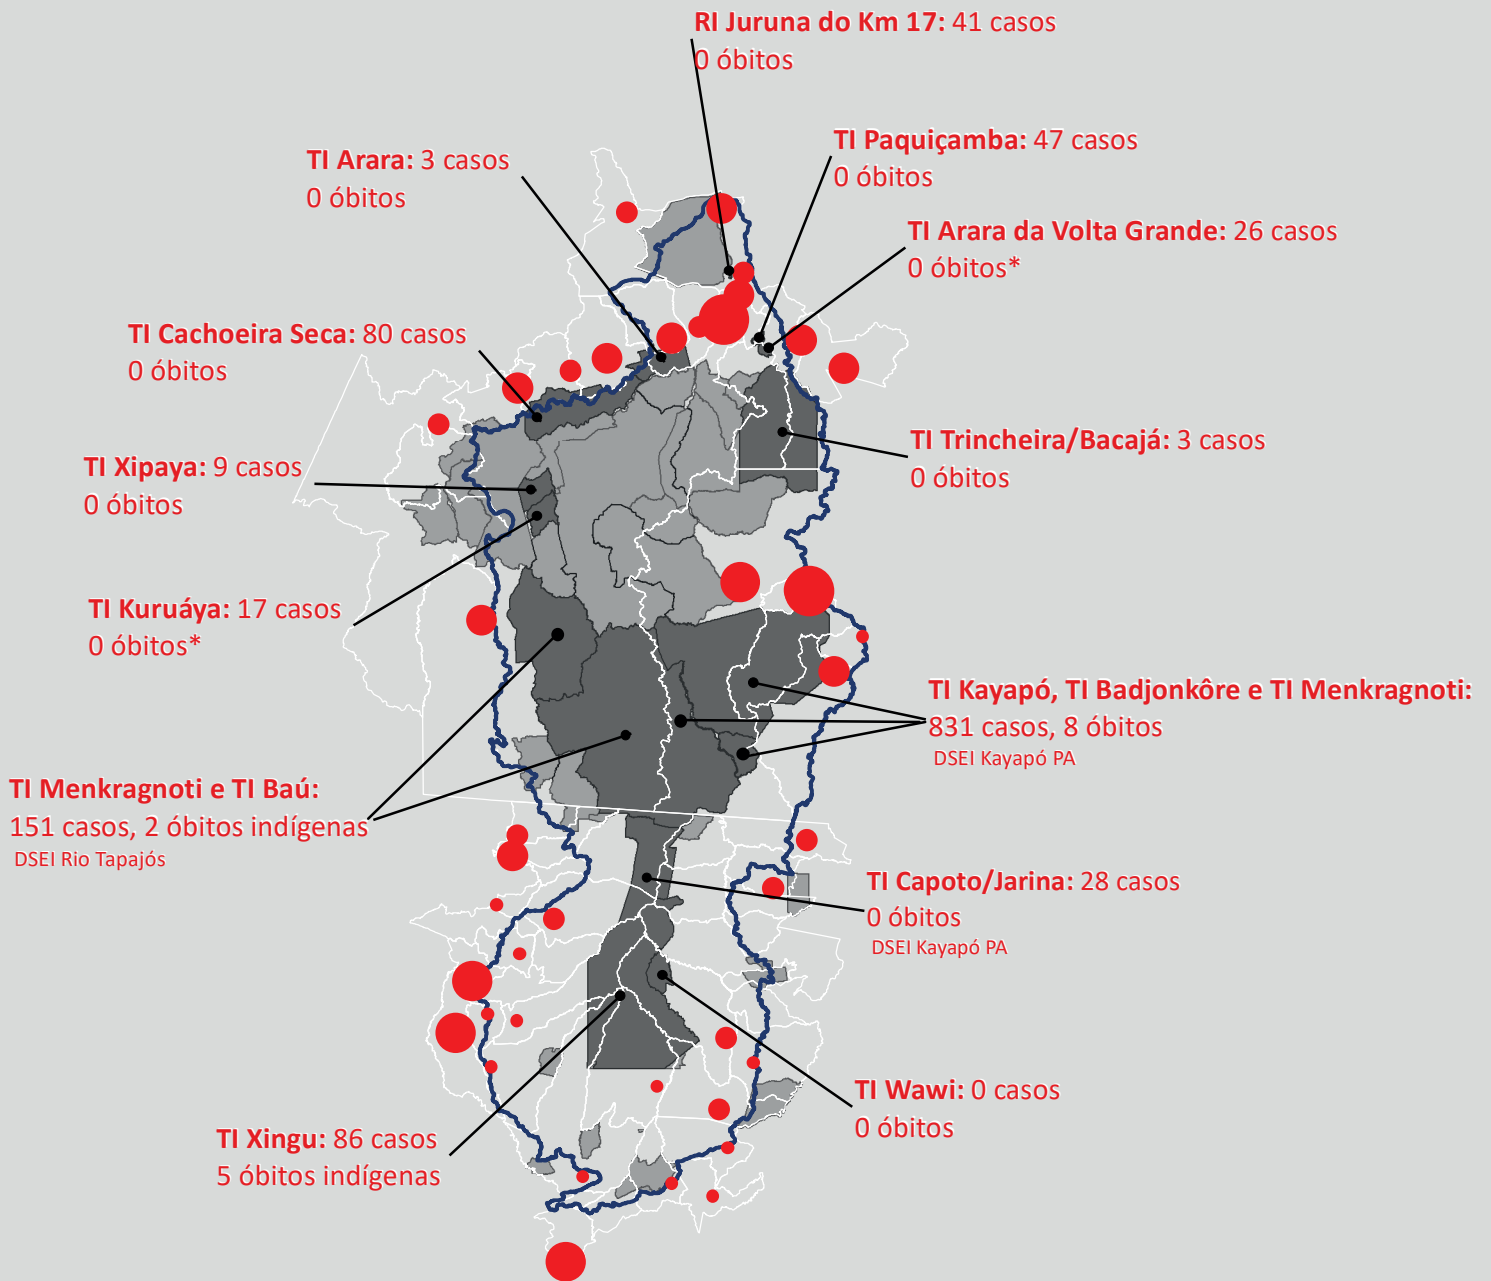 RI Juruna do Km 17: 41 casos
0 óbitos
TI Paquiçamba: 47 casos
0 óbitos
TI Arara: 3 casos
0 óbitos
TI Arara da Volta Grande: 26 casos
0 óbitos*
TI Cachoeira Seca: 80 casos
0 óbitos
TI Trincheira/Bacajá: 3 casos
0 óbitos
TI Xipaya: 9 casos
0 óbitos
TI Kuruáya: 17 casos
0 óbitos*
TI Kayapó, TI Badjonkôre e TI Menkragnoti:
831 casos, 8 óbitos
DSEI Kayapó PA
TI Menkragnoti e TI Baú:
151 casos, 2 óbitos indígenas
DSEI Rio Tapajós
TI Capoto/Jarina: 28 casos
0 óbitos
DSEI Kayapó PA
TI Wawi: 0 casos
0 óbitos
TI Xingu: 86 casos
5 óbitos indígenas